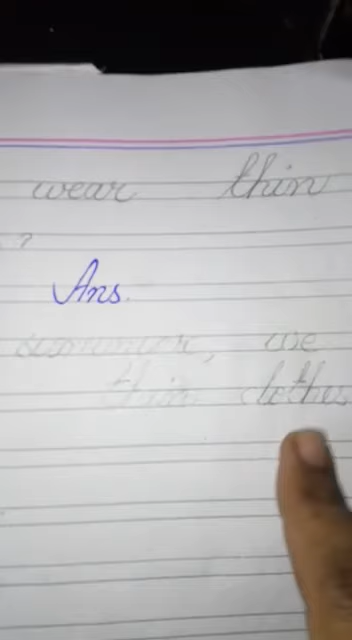 wear thin
?
Ans.
summer, we
thin clothes